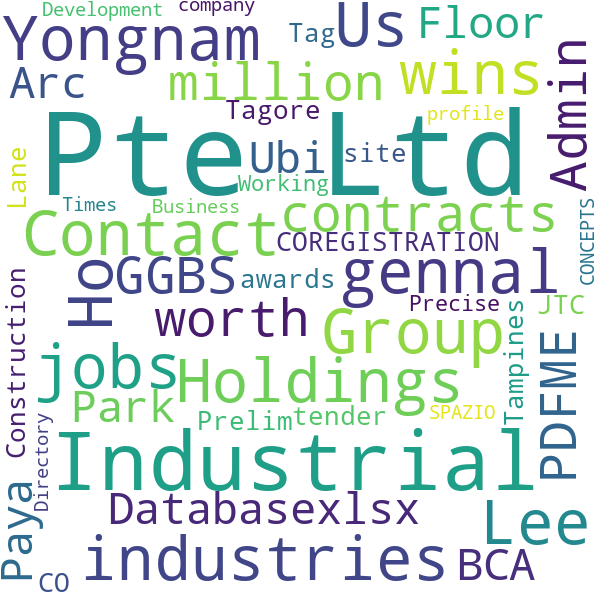 Development company
Yongnam Us Floor
Tag
Arc million wins Admin
Tagore profile
Pte Ltd
Lane Ubi site
Working
Times Business
Contact contracts CONCEPTS
COREGISTRATION
Ho GGBS awards gennal
Construction worth Precise JTC
Group Tampines
jobs Holdings PDFME
Park Prelim tender SPAZIO
Directory
Industrial
Paya Databasexlsx Lee
industries BCA
CO